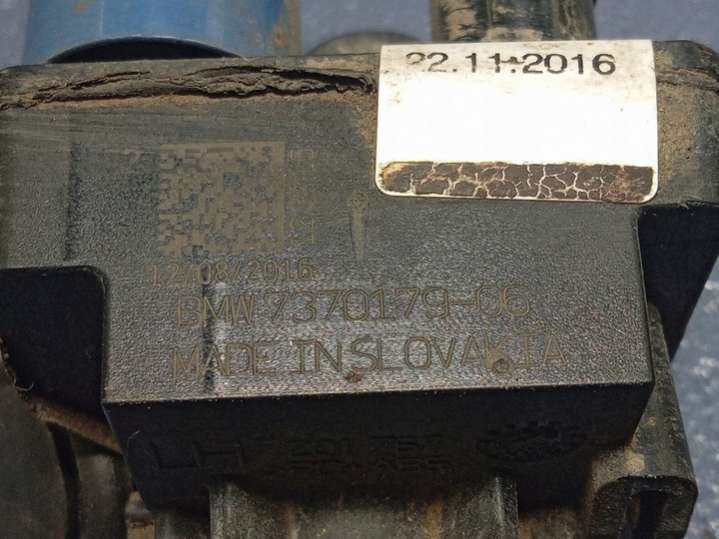 22.11.2016
12/08/2016
BMW 7370179-06
MADE IN SLOVAKIA